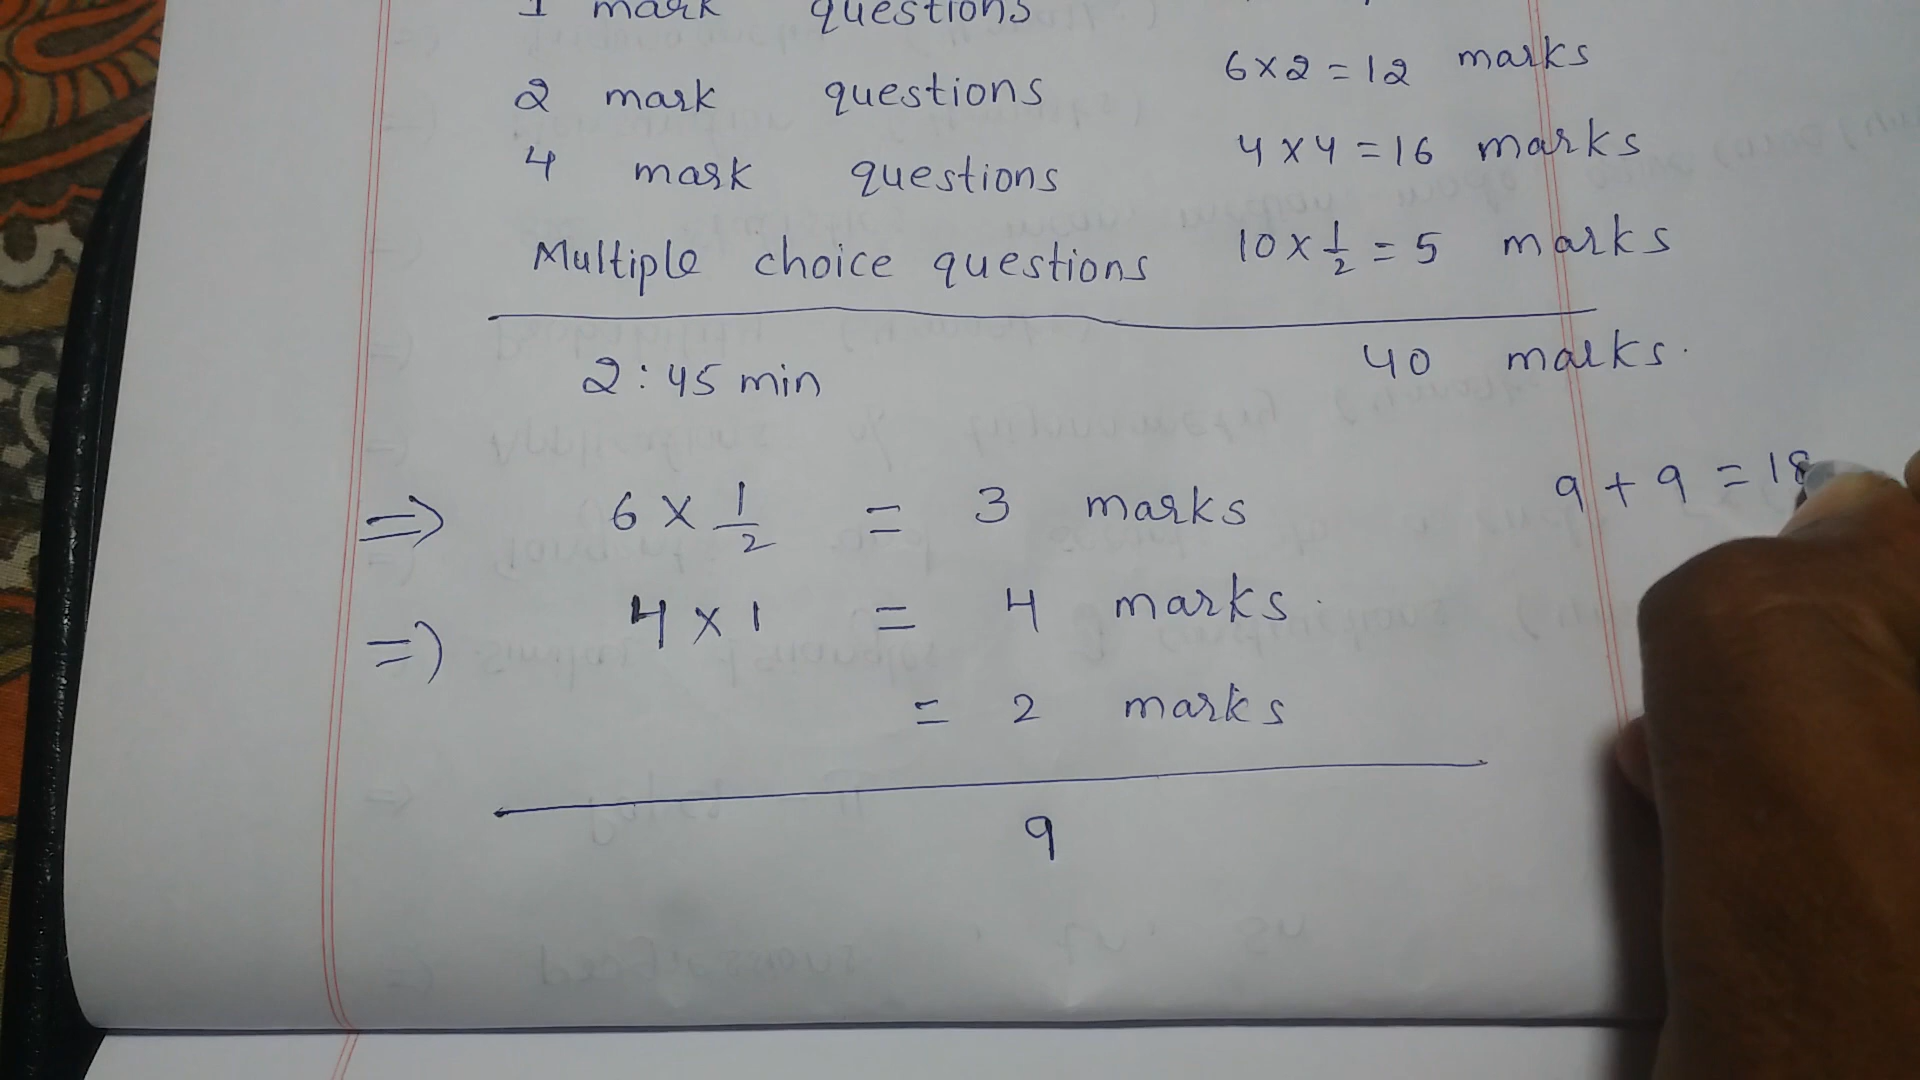 1 mark questions
2 mark questions 6×2=12 marks
4 mark questions 4×4=16 marks
Multiple choice questions 10×1/2=5 marks
2:45 min 40 marks.
⇒ 6 × 1/2 = 3 marks 9+9=18
⇒ 4×1 = 4 marks.
= 2 marks
9